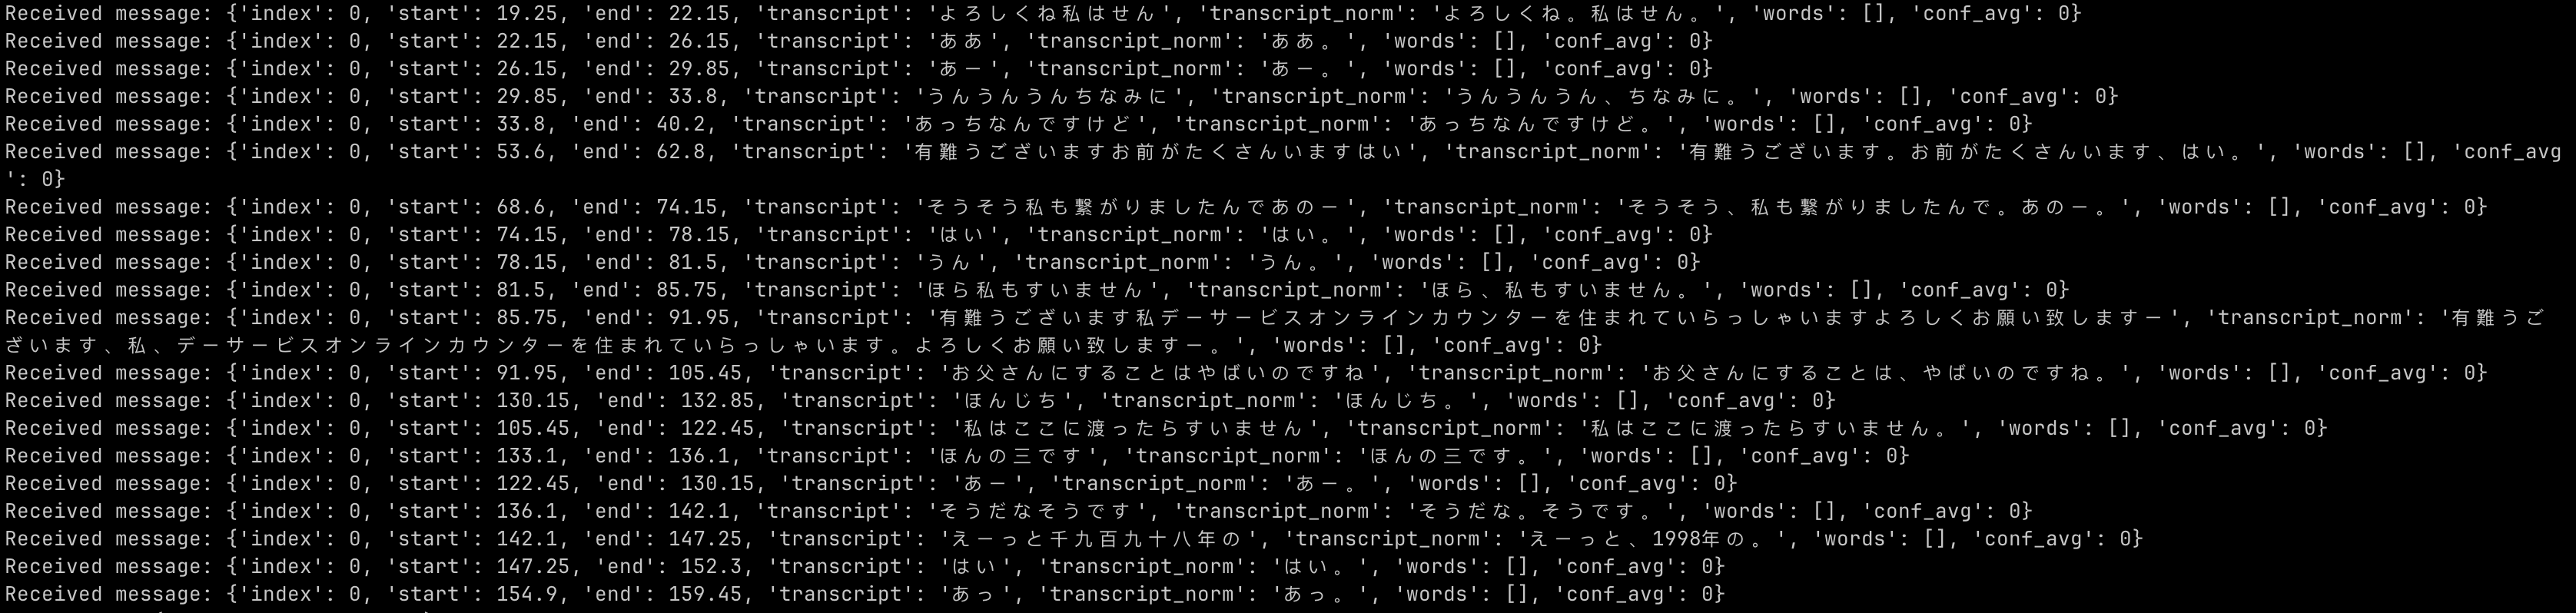 Received message: {'index': 0, 'start': 19.25, 'end': 22.15, 'transcript': 'よろしくね私はせん', 'transcript_norm': 'よろしくね。私はせん。', 'words': [], 'conf_avg': 0}
Received message: {'index': 0, 'start': 22.15, 'end': 26.15, 'transcript': 'ああ', 'transcript_norm': 'ああ。', 'words': [], 'conf_avg': 0}
Received message: {'index': 0, 'start': 26.15, 'end': 29.85, 'transcript': 'あー', 'transcript_norm': 'あー。', 'words': [], 'conf_avg': 0}
Received message: {'index': 0, 'start': 29.85, 'end': 33.8, 'transcript': 'うんうんうんちなみに', 'transcript_norm': 'うんうんうん、ちなみに。', 'words': [], 'conf_avg': 0}
Received message: {'index': 0, 'start': 33.8, 'end': 40.2, 'transcript': 'あっちなんですけど', 'transcript_norm': 'あっちなんですけど。', 'words': [], 'conf_avg': 0}
Received message: {'index': 0, 'start': 53.6, 'end': 62.8, 'transcript': '有難うございますお前がたくさんいますはい', 'transcript_norm': '有難うございます。お前がたくさんいます、はい。', 'words': [], 'conf_avg
': 0}
Received message: {'index': 0, 'start': 68.6, 'end': 74.15, 'transcript': 'そうそう私も繋がりましたんであのー', 'transcript_norm': 'そうそう、私も繋がりましたんで。あのー。', 'words': [], 'conf_avg': 0}
Received message: {'index': 0, 'start': 74.15, 'end': 78.15, 'transcript': 'はい', 'transcript_norm': 'はい。', 'words': [], 'conf_avg': 0}
Received message: {'index': 0, 'start': 78.15, 'end': 81.5, 'transcript': 'うん', 'transcript_norm': 'うん。', 'words': [], 'conf_avg': 0}
Received message: {'index': 0, 'start': 81.5, 'end': 85.75, 'transcript': 'ほら私もすいません', 'transcript_norm': 'ほら、私もすいません。', 'words': [], 'conf_avg': 0}
Received message: {'index': 0, 'start': 85.75, 'end': 91.95, 'transcript': '有難うございます私デーサービスオンラインカウンターを住まれていらっしゃいますよろしくお願い致しますー', 'transcript_norm': '有難うご
ざいます、私、デーサービスオンラインカウンターを住まれていらっしゃいます。よろしくお願い致しますー。', 'words': [], 'conf_avg': 0}
Received message: {'index': 0, 'start': 91.95, 'end': 105.45, 'transcript': 'お父さんにすることはやばいのですね', 'transcript_norm': 'お父さんにすることは、やばいのですね。', 'words': [], 'conf_avg': 0}
Received message: {'index': 0, 'start': 130.15, 'end': 132.85, 'transcript': 'ほんじち', 'transcript_norm': 'ほんじち。', 'words': [], 'conf_avg': 0}
Received message: {'index': 0, 'start': 105.45, 'end': 122.45, 'transcript': '私はここに渡ったらすいません', 'transcript_norm': '私はここに渡ったらすいません。', 'words': [], 'conf_avg': 0}
Received message: {'index': 0, 'start': 133.1, 'end': 136.1, 'transcript': 'ほんの三です', 'transcript_norm': 'ほんの三です。', 'words': [], 'conf_avg': 0}
Received message: {'index': 0, 'start': 122.45, 'end': 130.15, 'transcript': 'あー', 'transcript_norm': 'あー。', 'words': [], 'conf_avg': 0}
Received message: {'index': 0, 'start': 136.1, 'end': 142.1, 'transcript': 'そうだなそうです', 'transcript_norm': 'そうだな。そうです。', 'words': [], 'conf_avg': 0}
Received message: {'index': 0, 'start': 142.1, 'end': 147.25, 'transcript': 'えーっと千九百九十八年の', 'transcript_norm': 'えーっと、1998年の。', 'words': [], 'conf_avg': 0}
Received message: {'index': 0, 'start': 147.25, 'end': 152.3, 'transcript': 'はい', 'transcript_norm': 'はい。', 'words': [], 'conf_avg': 0}
Received message: {'index': 0, 'start': 154.9, 'end': 159.45, 'transcript': 'あっ', 'transcript_norm': 'あっ。', 'words': [], 'conf_avg': 0}